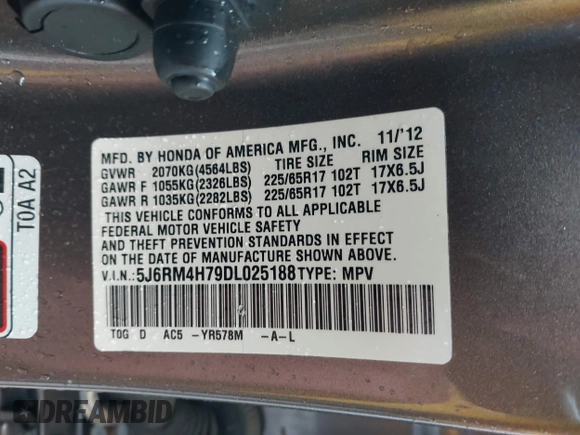 MFD. BY HONDA OF AMERICA MFG., INC. 11/'12
GVWR 2070KG(4564LBS) TIRE SIZE RIM SIZE
GAWR F 1055KG(2326LBS) 225/65R17 102T 17X6.5J
GAWR R 1035KG(2282LBS) 225/65R17 102T 17X6.5J
THIS VEHICLE CONFORMS TO ALL APPLICABLE
FEDERAL MOTOR VEHICLE SAFETY
AND THEFT PREVENTION STANDARDS IN EFFECT
ON THE DATE OF MANUFACTURE SHOWN ABOVE.
V.I.N.: 5J6RM4H79DL025188 TYPE: MPV
T0G D AC5 -YR578M -A-L
TOA A2
DREAMBID